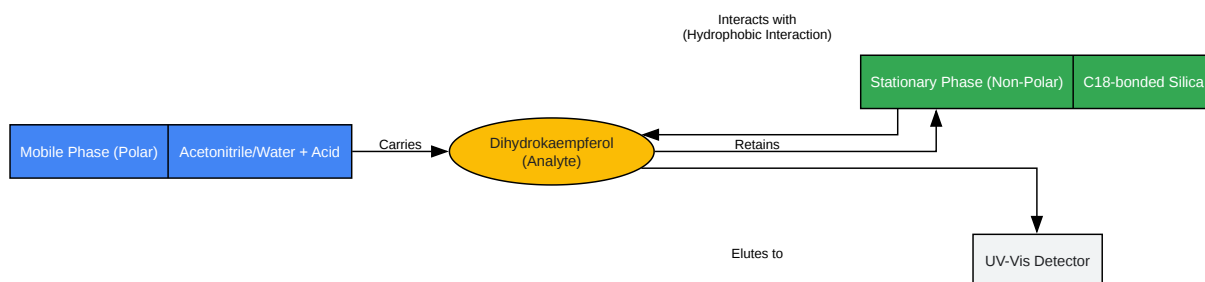 Interacts with
(Hydrophobic Interaction)
Stationary Phase (Non-Polar)
C18-bonded Silica
Mobile Phase (Polar)
Acetonitrile/Water + Acid
Carries
Dihydrokaempferol
(Analyte)
Retains
Elutes to
UV-Vis Detector